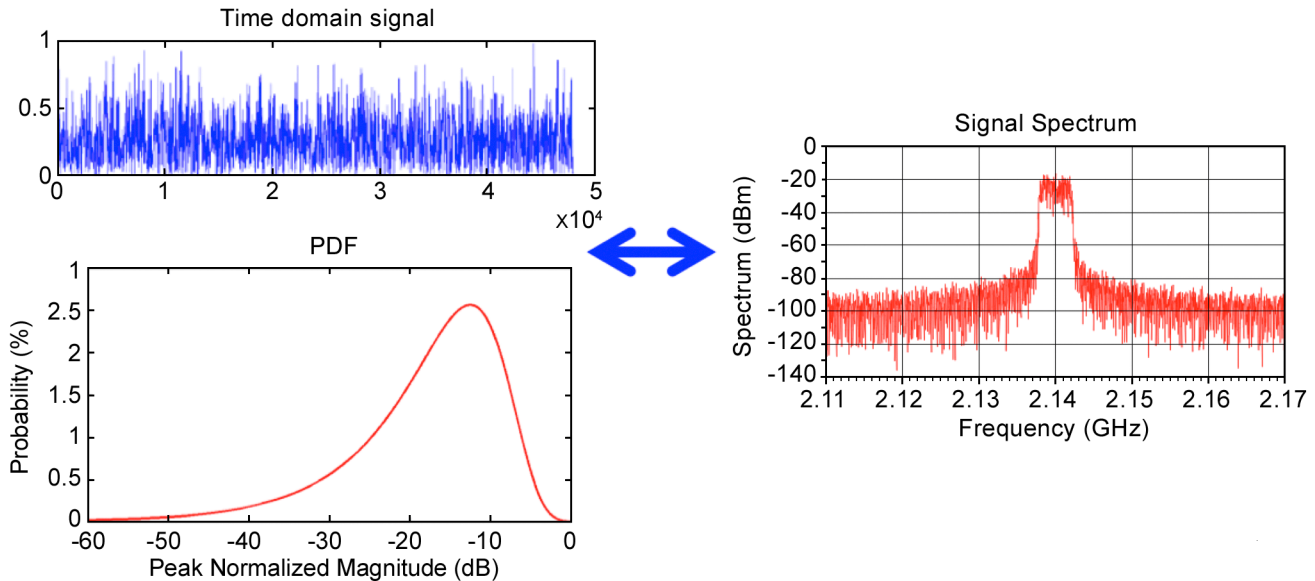 Time domain signal
1
0.5
0
0 1 2 3 4 5
x10⁴
PDF
1
2.5
2
1.5
1
0.5
0
Probability (%)
-60 -50 -40 -30 -20 -10 0
Peak Normalized Magnitude (dB)
Signal Spectrum
0
-20
-40
-60
-80
-100
-120
-140
Spectrum (dBm)
2.11 2.12 2.13 2.14 2.15 2.16 2.17
Frequency (GHz)